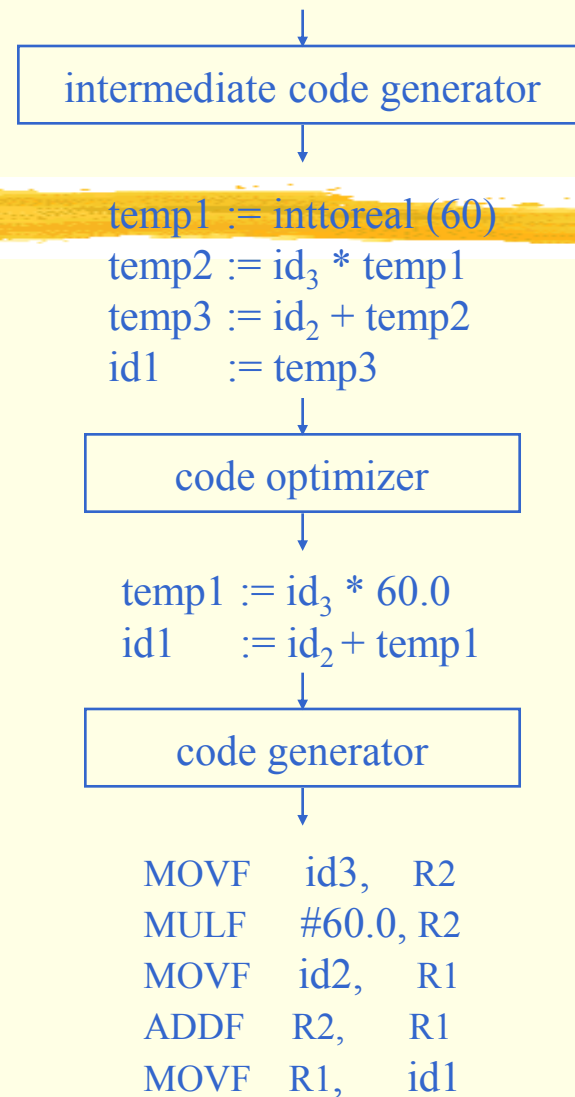 intermediate code generator
temp1 := inttoreal (60)
temp2 := id₃ * temp1
temp3 := id₂ + temp2
id1 := temp3
code optimizer
temp1 := id₃ * 60.0
id1 := id₂ + temp1
code generator
MOVF id3, R2
MULF #60.0, R2
MOVF id2, R1
ADDF R2, R1
MOVF R1, id1